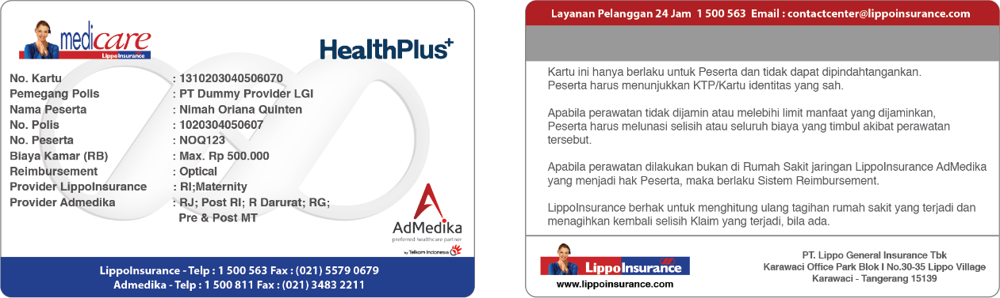 medicare
LippoInsurance
HealthPlus+
No. Kartu : 1310203040506070
Pemegang Polis : PT Dummy Provider LGI
Nama Peserta : Nimah Oriana Quinten
No. Polis : 1020304050607
No. Peserta : NOQ123
Biaya Kamar (RB) : Max. Rp 500.000
Reimbursement : Optical
Provider LippoInsurance : RI;Maternity
Provider Admedika : RJ; Post RI; R Darurat; RG;
Pre & Post MT
AdMedika
preferred healthcare partner
by Telkom Indonesia
LippoInsurance - Telp : 1 500 563 Fax : (021) 5579 0679
Admedika - Telp : 1 500 811 Fax : (021) 3483 2211
Layanan Pelanggan 24 Jam 1 500 563 Email : contactcenter@lippoinsurance.com
Kartu ini hanya berlaku untuk Peserta dan tidak dapat dipindahtangankan.
Peserta harus menunjukkan KTP/Kartu identitas yang sah.
Apabila perawatan tidak dijamin atau melebihi limit manfaat yang dijaminkan,
Peserta harus melunasi selisih atau seluruh biaya yang timbul akibat perawatan
tersebut.
Apabila perawatan dilakukan bukan di Rumah Sakit jaringan LippoInsurance AdMedika
yang menjadi hak Peserta, maka berlaku Sistem Reimbursement.
LippoInsurance berhak untuk menghitung ulang tagihan rumah sakit yang terjadi dan
menagihkan kembali selisih Klaim yang terjadi, bila ada.
LippoInsurance
www.lippoinsurance.com
PT. Lippo General Insurance Tbk
Karawaci Office Park Blok I No.30-35 Lippo Village
Karawaci - Tangerang 15139